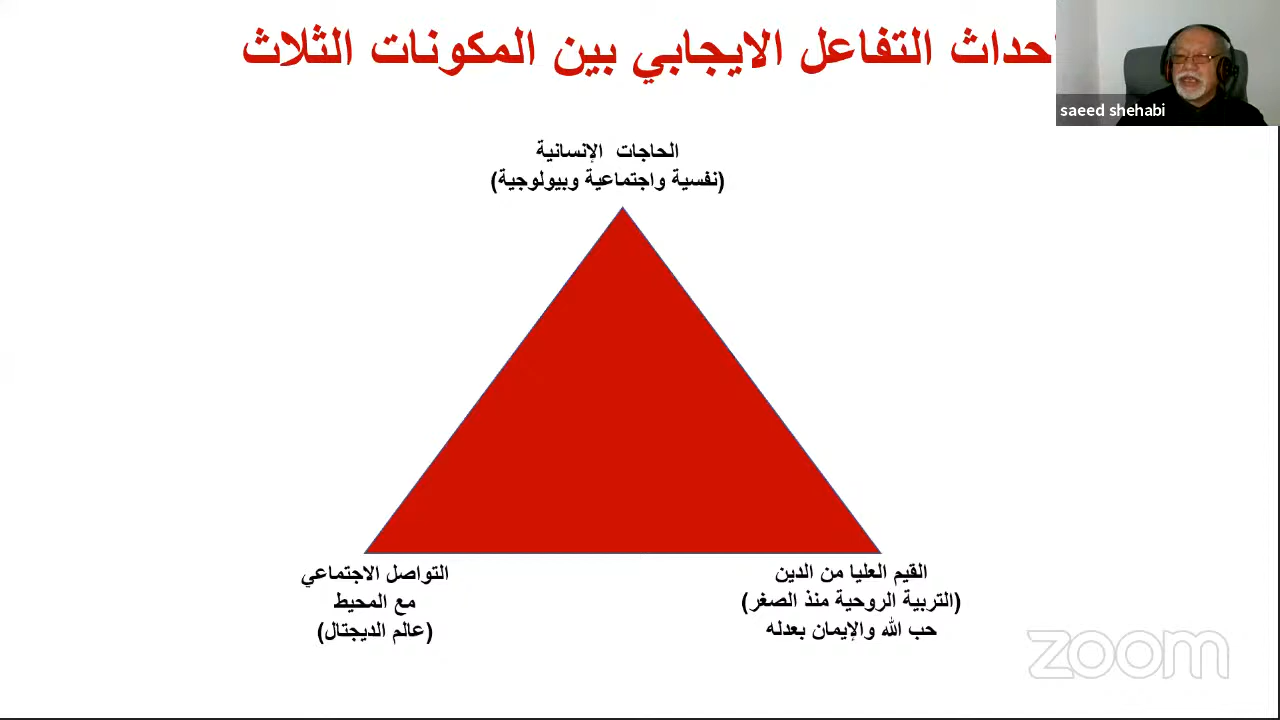 احداث التفاعل الايجابي بين المكونات الثلاث
saeed shehabi
الحاجات الإنسانية
(نفسية واجتماعية وبيولوجية)
القيم العليا من الدين
(التربية الروحية منذ الصغر)
حب الله والإيمان بعدله
التواصل الاجتماعي
مع المحيط
(عالم الديجتال)
zoom